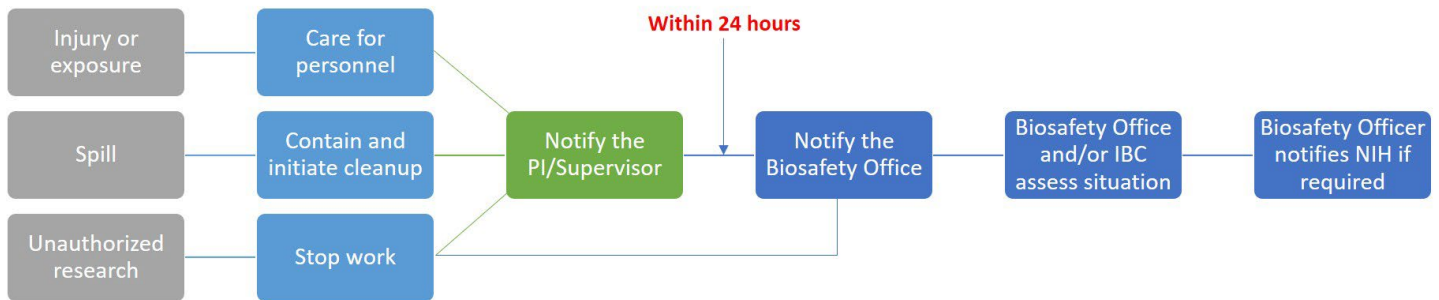 Within 24 hours
Injury or
exposure
Care for
personnel
Spill
Contain and
initiate cleanup
Notify the
PI/Supervisor
Notify the
Biosafety Office
Biosafety Office
and/or IBC
assess situation
Biosafety Officer
notifies NIH if
required
Unauthorized
research
Stop work